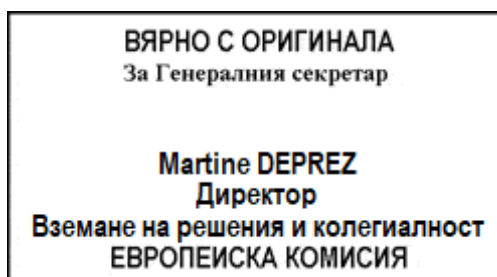 ВЯРНО С ОРИГИНАЛА
За Генералния секретар
Martine DEPREZ
Директор
Вземане на решения и колегиалност
ЕВРОПЕИСКА КОМИСИЯ